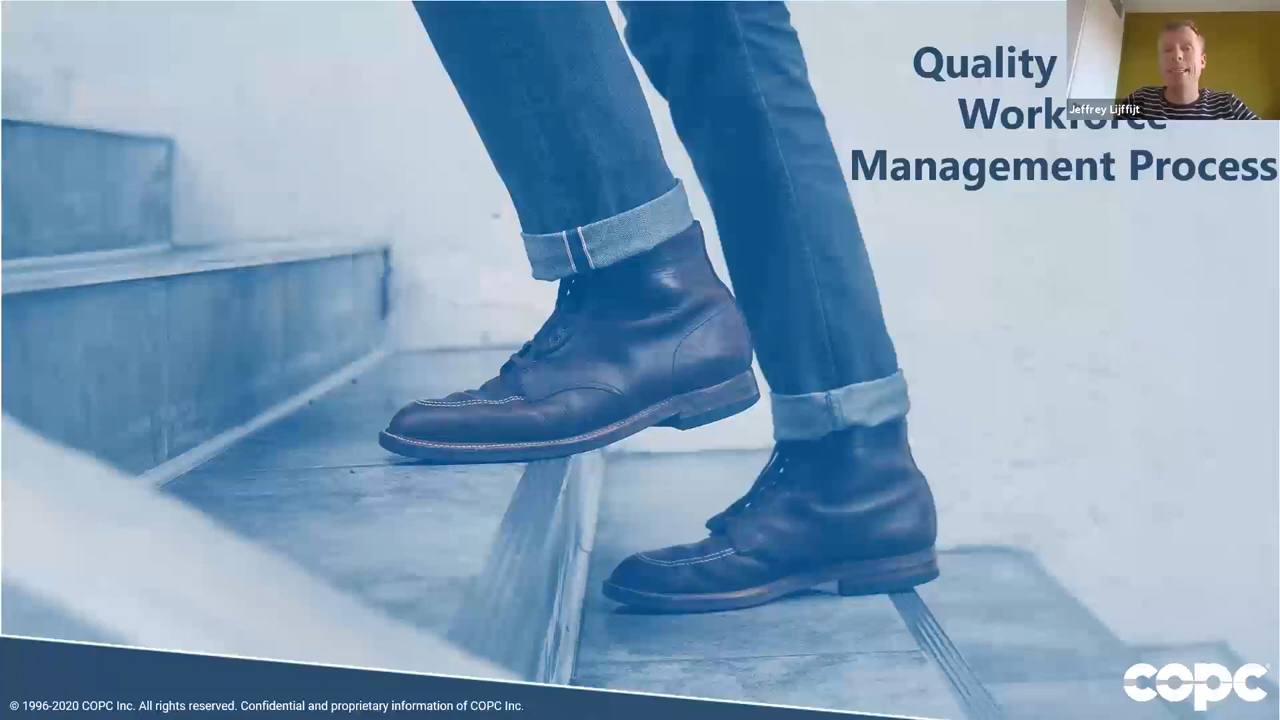 Quality
Workforce
Management Process
Jeffrey Lijffijt
© 1996-2020 COPC Inc. All rights reserved. Confidential and proprietary information of COPC Inc.
copc